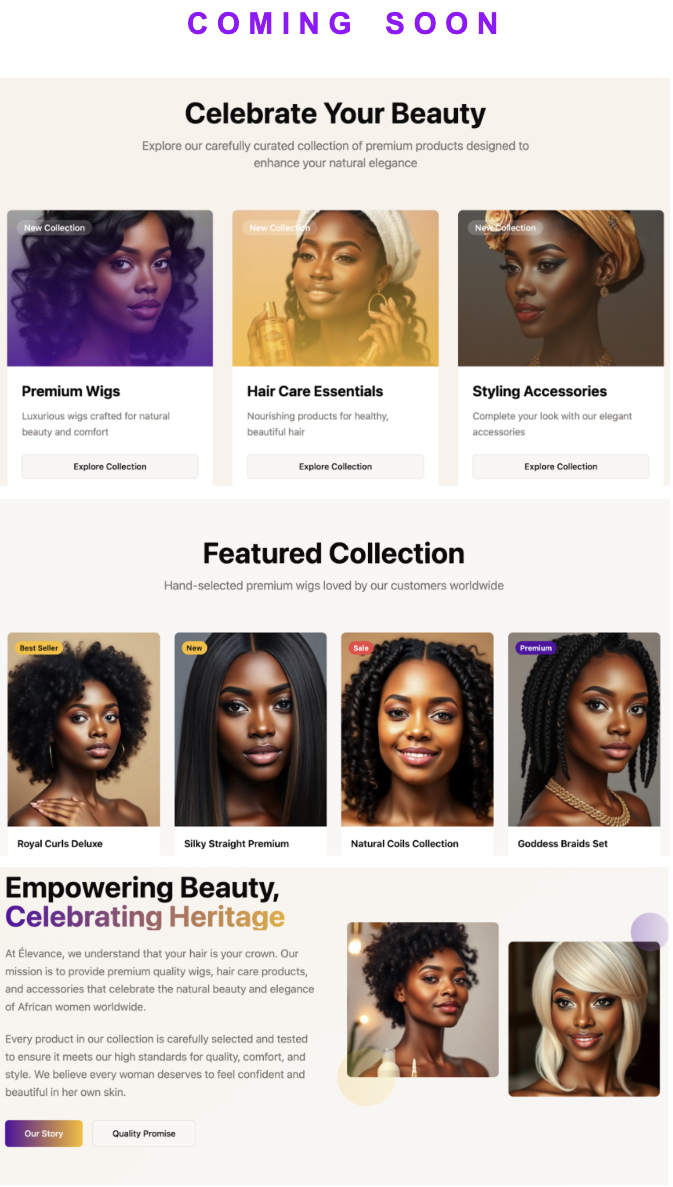 COMING SOON
Celebrate Your Beauty
Explore our carefully curated collection of premium products designed to
enhance your natural elegance
New Collection
New Collection
New Collection
Premium Wigs
Hair Care Essentials
Styling Accessories
Luxurious wigs crafted for natural
beauty and comfort
Nourishing products for healthy,
beautiful hair
Complete your look with our elegant
accessories
Explore Collection
Explore Collection
Explore Collection
Featured Collection
Hand-selected premium wigs loved by our customers worldwide
Best Seller
New
Sale
Premium
Royal Curls Deluxe
Silky Straight Premium
Natural Coils Collection
Goddess Braids Set
Empowering Beauty,
Celebrating Heritage
At Élevance, we understand that your hair is your crown. Our
mission is to provide premium quality wigs, hair care products,
and accessories that celebrate the natural beauty and elegance
of African women worldwide.
Every product in our collection is carefully selected and tested
to ensure it meets our high standards for quality, comfort, and
style. We believe every woman deserves to feel confident and
beautiful in her own skin.
Our Story
Quality Promise